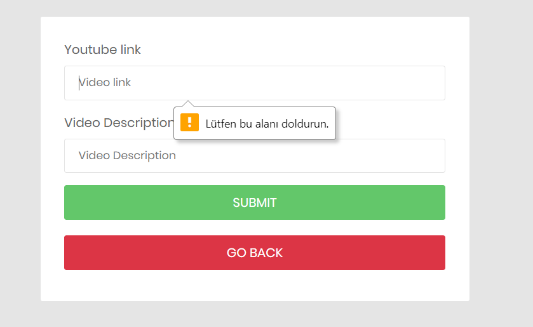 Youtube link
Video link
Lütfen bu alanı doldurun.
Video Description
Video Description
SUBMIT
GO BACK